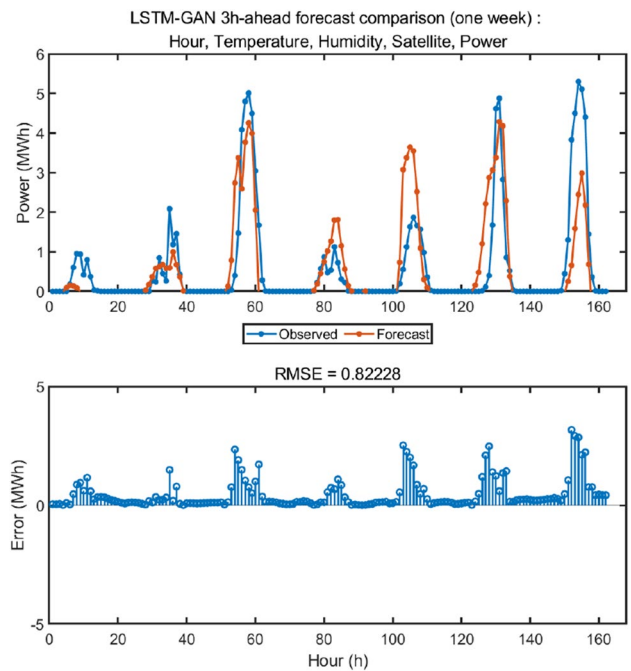 LSTM-GAN 3h-ahead forecast comparison (one week) :
Hour, Temperature, Humidity, Satellite, Power
6
5
4
3
2
1
0
Power (MWh)
0 20 40 60 80 100 120 140 160
Observed Forecast
RMSE = 0.82228
5
0
-5
Error (MWh)
0 20 40 60 80 100 120 140 160
Hour (h)